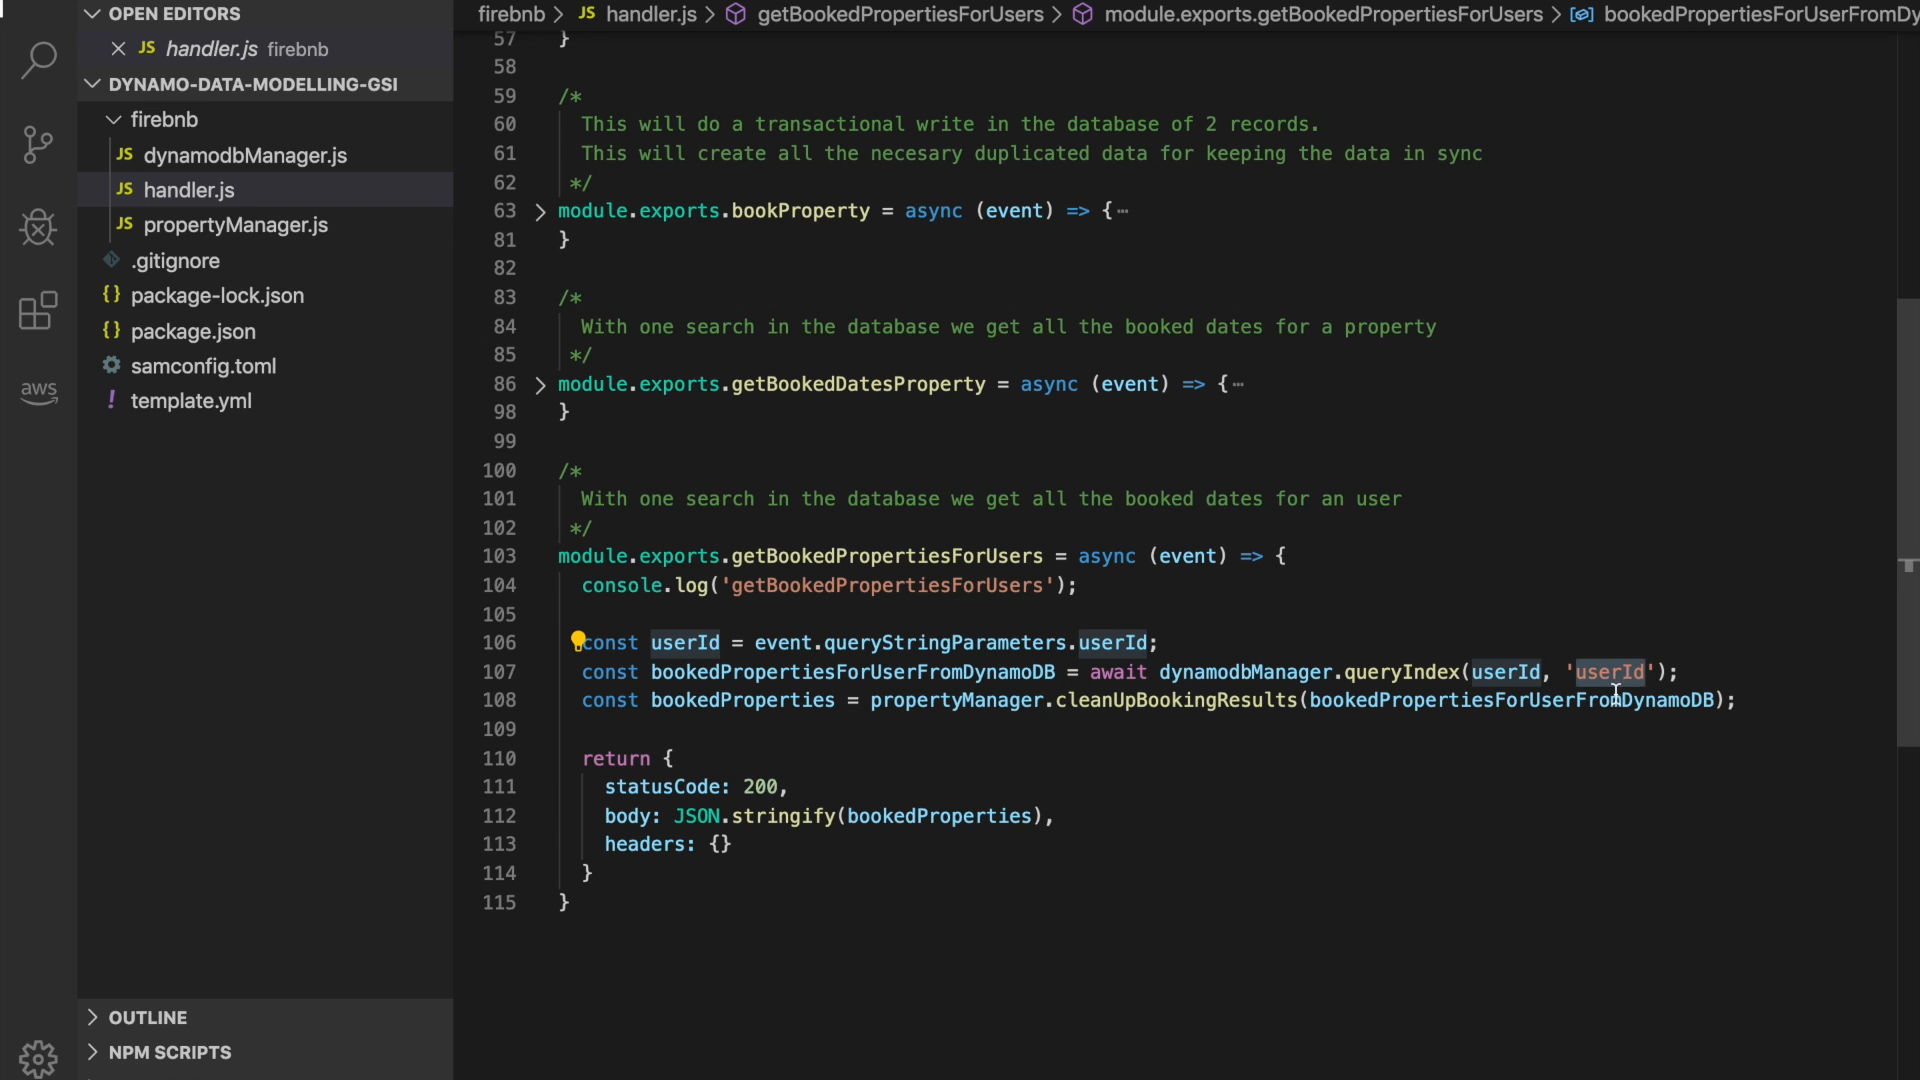 OPEN EDITORS
JS handler.js firebnb
DYNAMO-DATA-MODELLING-GSI
firebnb
JS dynamodbManager.js
JS handler.js
JS propertyManager.js
.gitignore
{} package-lock.json
{} package.json
samconfig.toml
! template.yml
aws
OUTLINE
NPM SCRIPTS
firebnb > JS handler.js > getBookedPropertiesForUsers > module.exports.getBookedPropertiesForUsers > bookedPropertiesForUserFromDy
57 }
58
59 /*
60 This will do a transactional write in the database of 2 records.
61 This will create all the necesary duplicated data for keeping the data in sync
62 */
63 module.exports.bookProperty = async (event) => {…
81 }
82
83 /*
84 With one search in the database we get all the booked dates for a property
85 */
86 module.exports.getBookedDatesProperty = async (event) => {…
98 }
99
100 /*
101 With one search in the database we get all the booked dates for an user
102 */
103 module.exports.getBookedPropertiesForUsers = async (event) => {
104 console.log('getBookedPropertiesForUsers');
105
106 const userId = event.queryStringParameters.userId;
107 const bookedPropertiesForUserFromDynamoDB = await dynamodbManager.queryIndex(userId, 'userId');
108 const bookedProperties = propertyManager.cleanUpBookingResults(bookedPropertiesForUserFromDynamoDB);
109
110 return {
111 statusCode: 200,
112 body: JSON.stringify(bookedProperties),
113 headers: {}
114 }
115 }